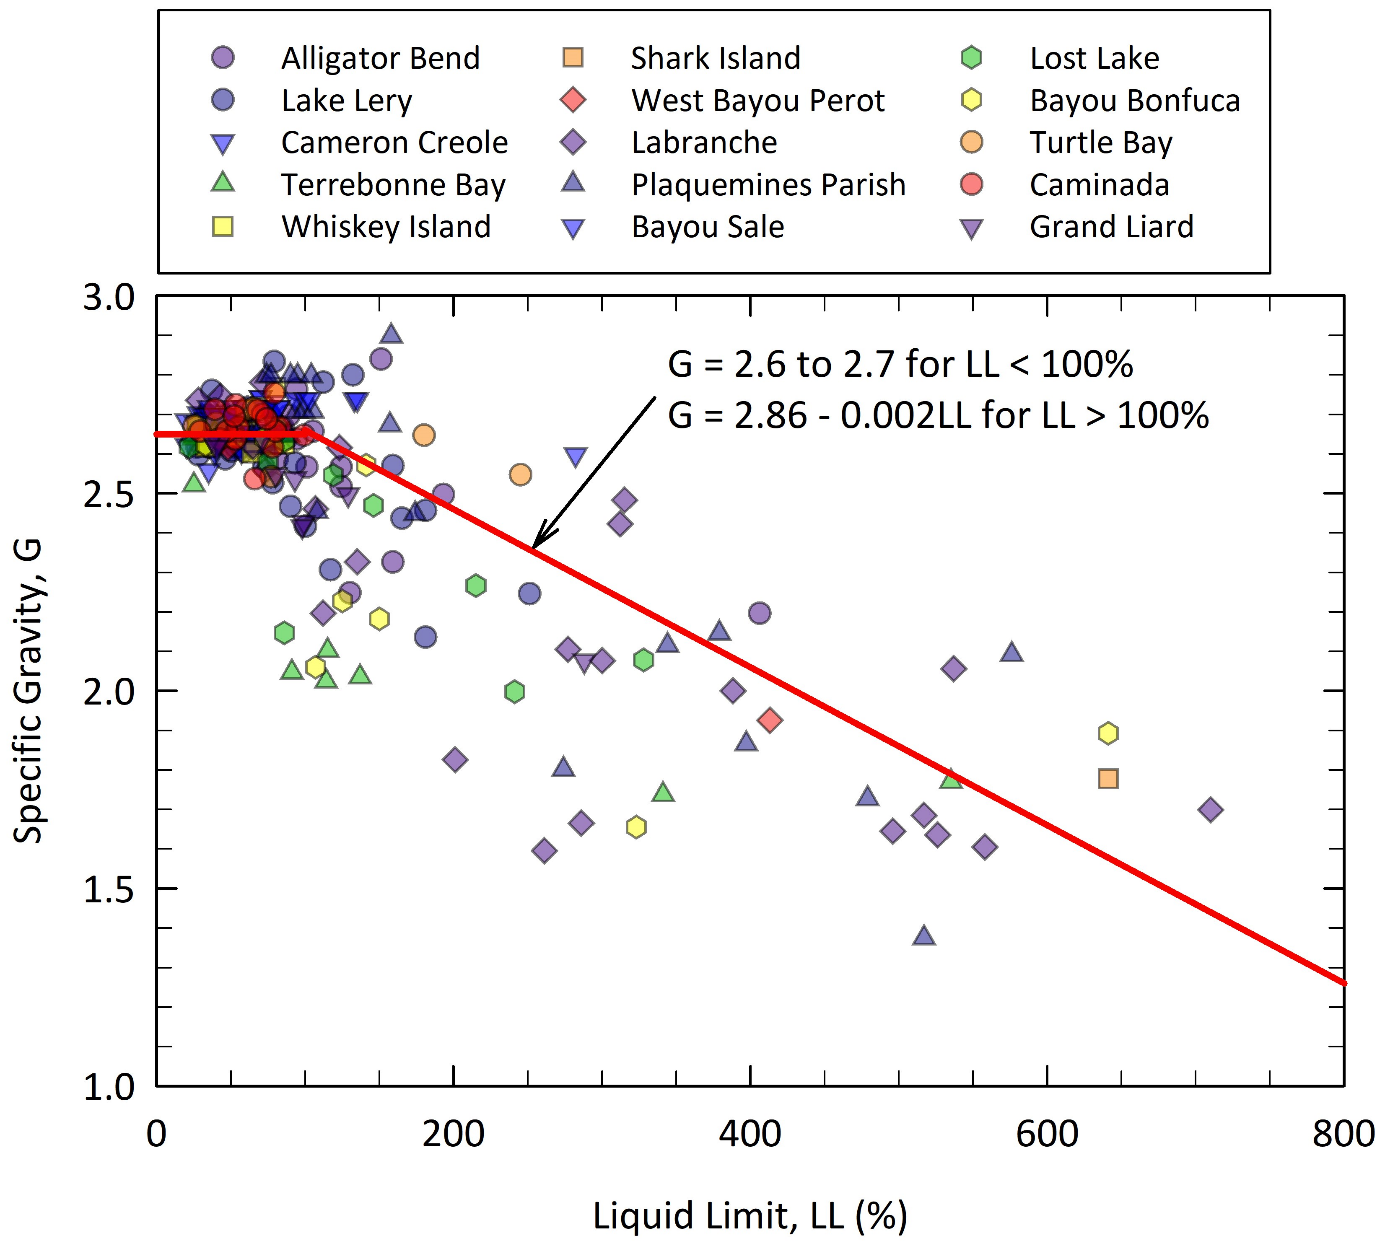 Alligator Bend Shark Island Lost Lake
Lake Lery West Bayou Perot Bayou Bonfuca
Cameron Creole Labranche Turtle Bay
Terrebonne Bay Plaquemines Parish Caminada
Whiskey Island Bayou Sale Grand Liard
3.0
G = 2.6 to 2.7 for LL < 100%
G = 2.86 - 0.002LL for LL > 100%
2.5
Specific Gravity, G
2.0
1.5
1.0
0 200 400 600 800
Liquid Limit, LL (%)